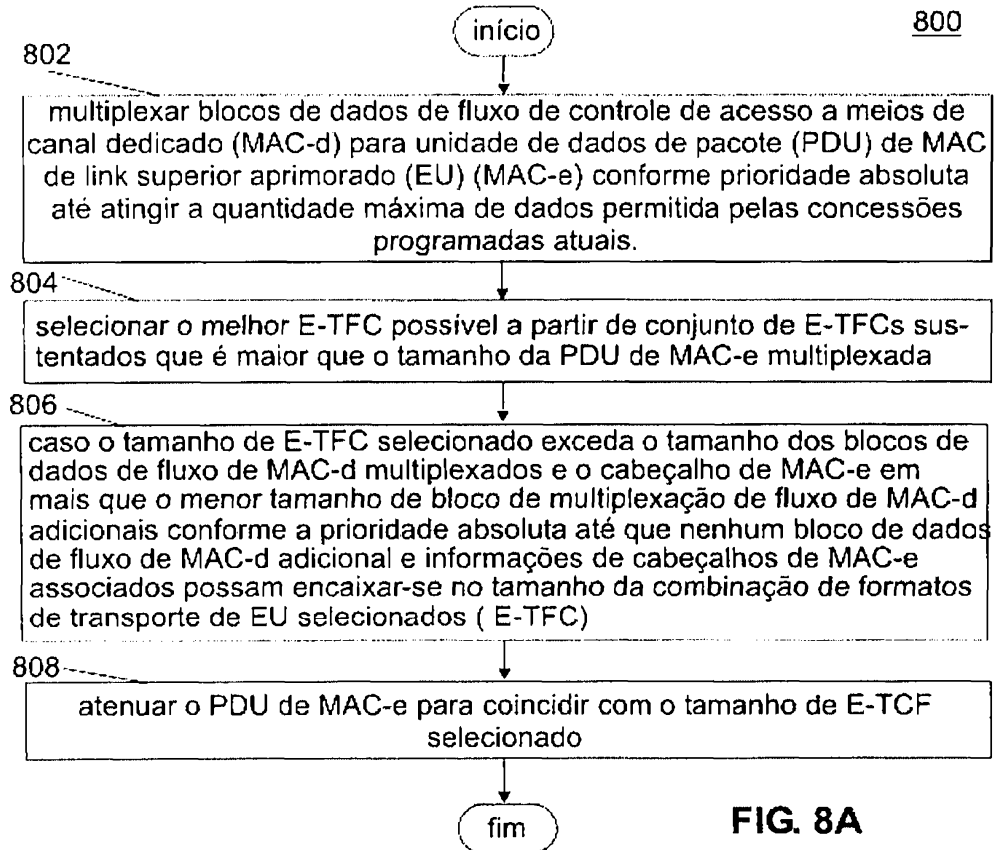 início
800
802
multiplexar blocos de dados de fluxo de controle de acesso a meios de
canal dedicado (MAC-d) para unidade de dados de pacote (PDU) de MAC
de link superior aprimorado (EU) (MAC-e) conforme prioridade absoluta
até atingir a quantidade máxima de dados permitida pelas concessões
programadas atuais.
804
selecionar o melhor E-TFC possível a partir de conjunto de E-TFCs sus-
tentados que é maior que o tamanho da PDU de MAC-e multiplexada
806
caso o tamanho de E-TFC selecionado exceda o tamanho dos blocos de
dados de fluxo de MAC-d multiplexados e o cabeçalho de MAC-e em
mais que o menor tamanho de bloco de multiplexação de fluxo de MAC-d
adicionais conforme a prioridade absoluta até que nenhum bloco de dados
de fluxo de MAC-d adicional e informações de cabeçalhos de MAC-e
associados possam encaixar-se no tamanho da combinação de formatos
de transporte de EU selecionados ( E-TFC)
808
atenuar o PDU de MAC-e para coincidir com o tamanho de E-TCF
selecionado
fim
FIG. 8A